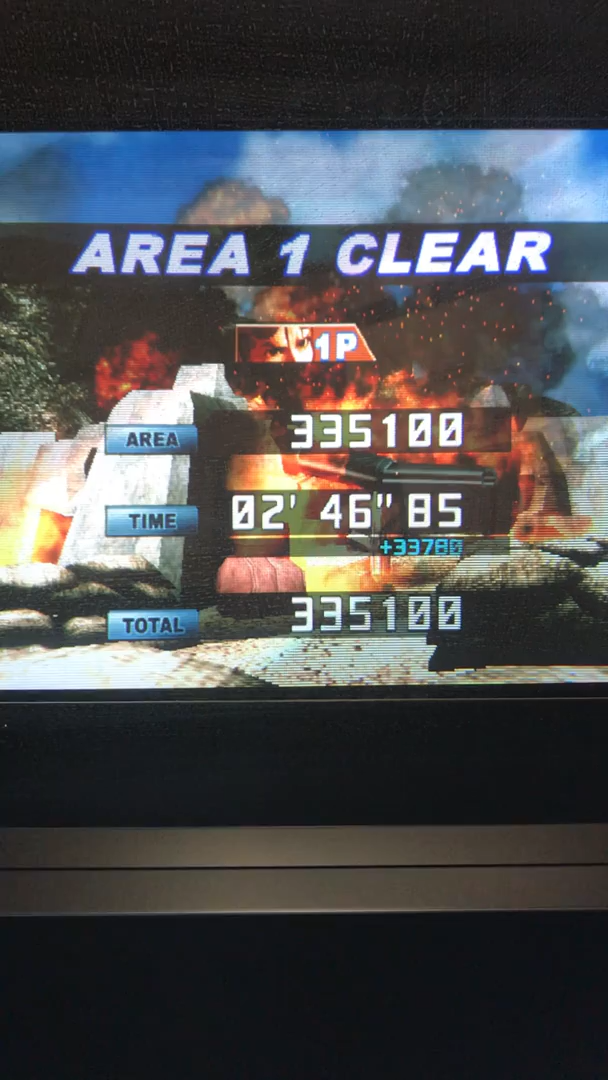 AREA 1 CLEAR
1P
AREA 335100
TIME 02' 46" 85
+33780
TOTAL 335100